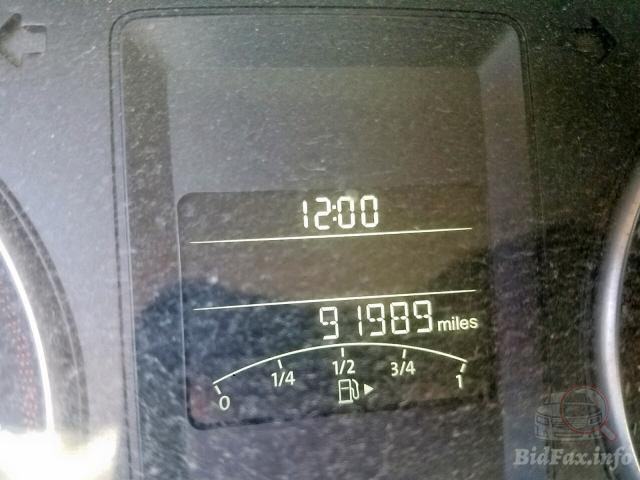 12:00
91989 miles
0 1/4 1/2 3/4 1
BidFax.info